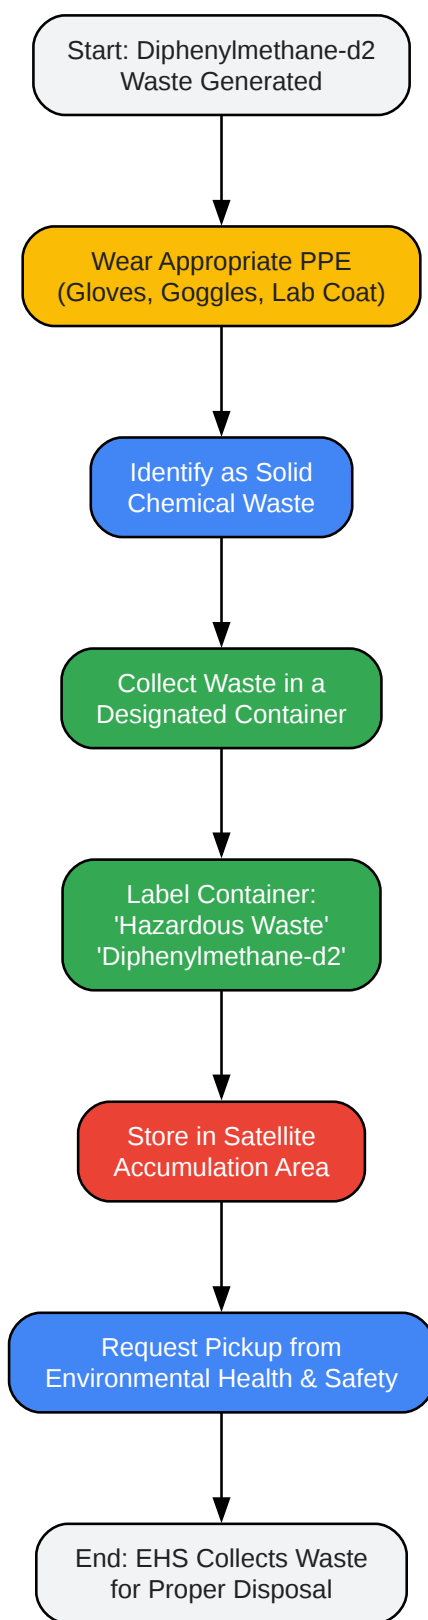 Start: Diphenylmethane-d2
Waste Generated
Wear Appropriate PPE
(Gloves, Goggles, Lab Coat)
Identify as Solid
Chemical Waste
Collect Waste in a
Designated Container
Label Container:
'Hazardous Waste'
'Diphenylmethane-d2'
Store in Satellite
Accumulation Area
Request Pickup from
Environmental Health & Safety
End: EHS Collects Waste
for Proper Disposal